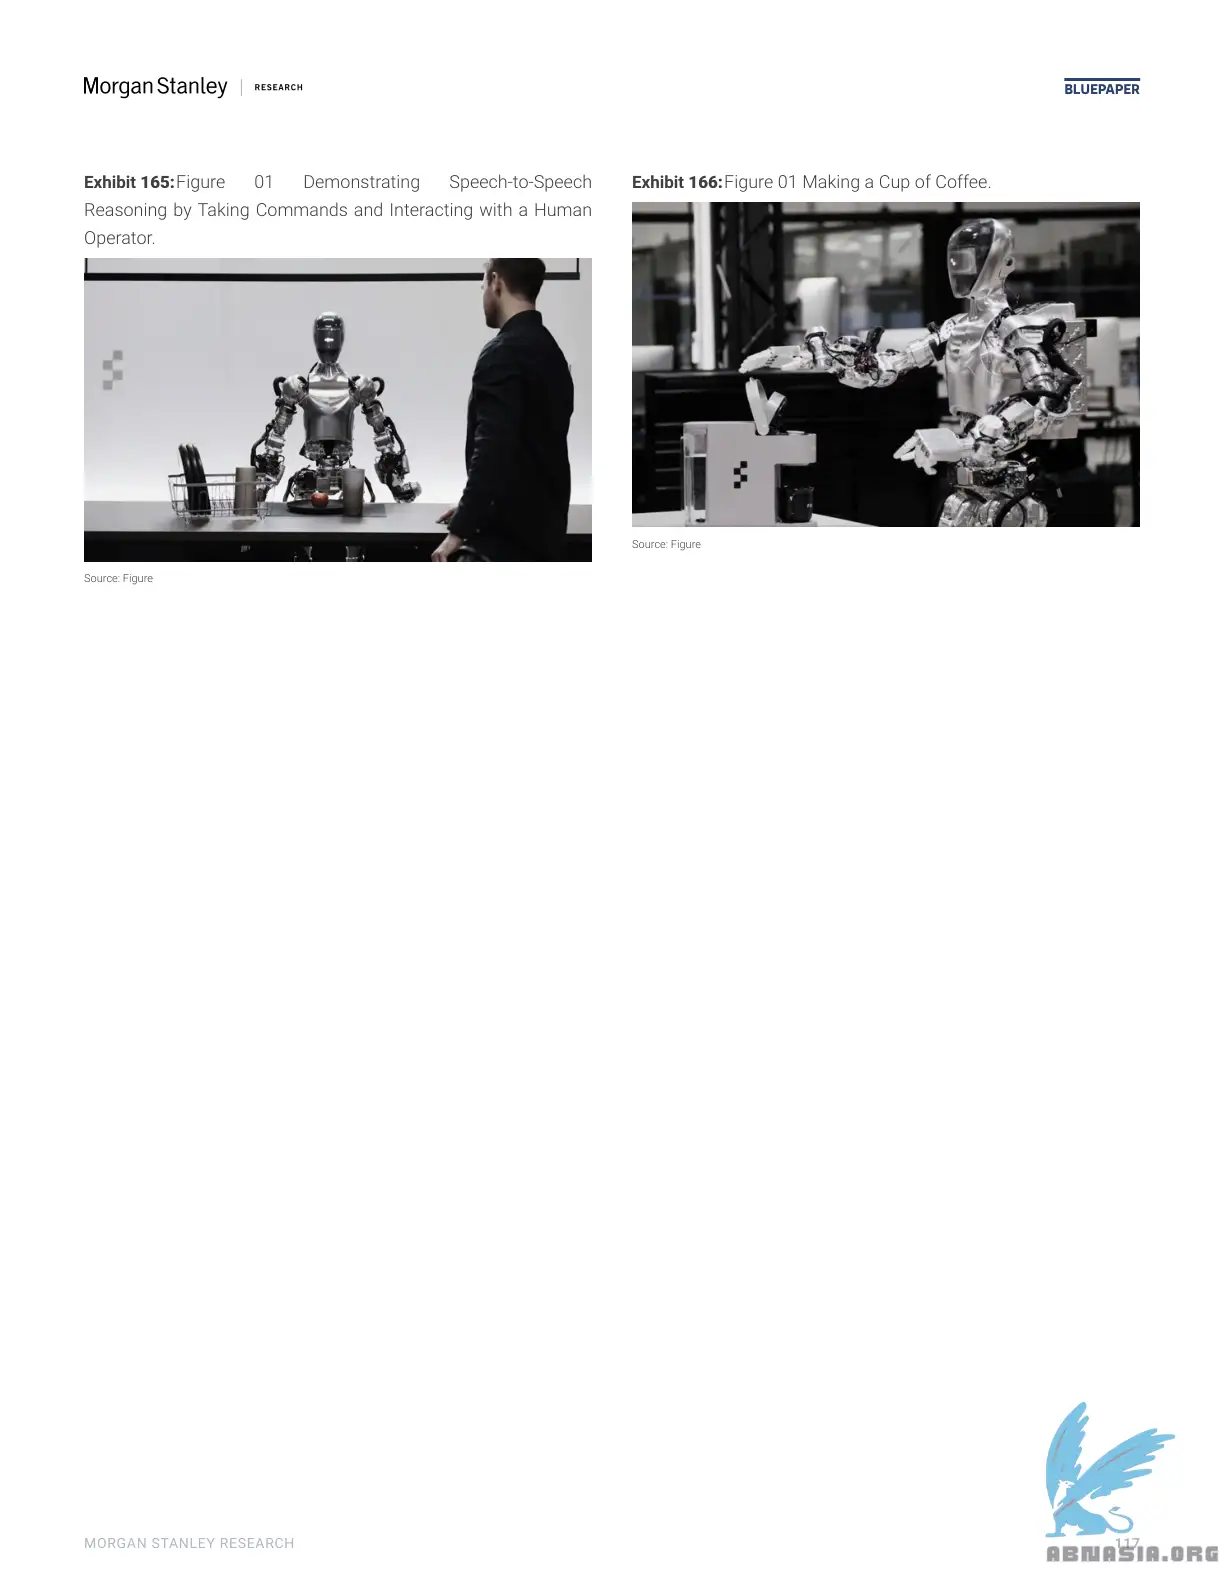 Morgan Stanley | RESEARCH
BLUEPAPER
Exhibit 165: Figure 01 Demonstrating Speech-to-Speech
Reasoning by Taking Commands and Interacting with a Human
Operator.
Source: Figure
Exhibit 166: Figure 01 Making a Cup of Coffee.
Source: Figure
MORGAN STANLEY RESEARCH
117
ABNASIA.ORG